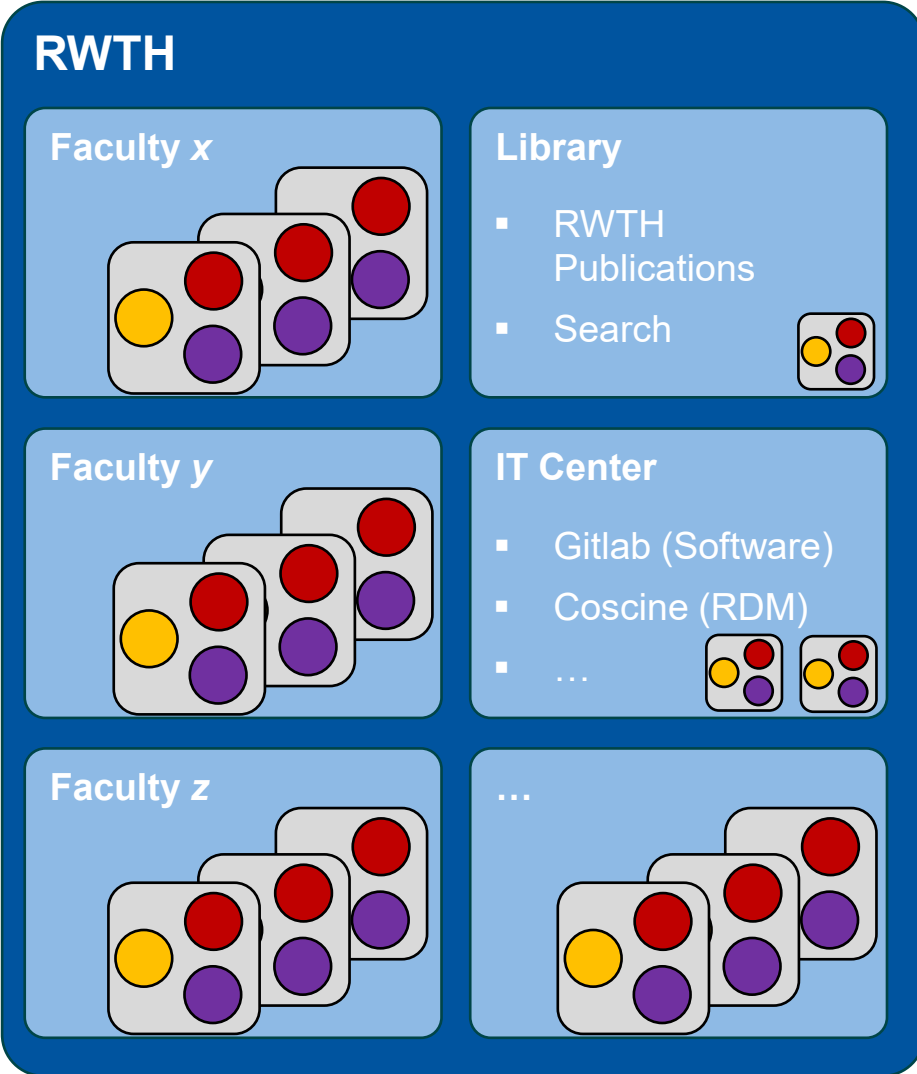 RWTH
Faculty x
Library
▪ RWTH
Publications
▪ Search
Faculty y
IT Center
▪ Gitlab (Software)
▪ Coscine (RDM)
▪ …
Faculty z
…